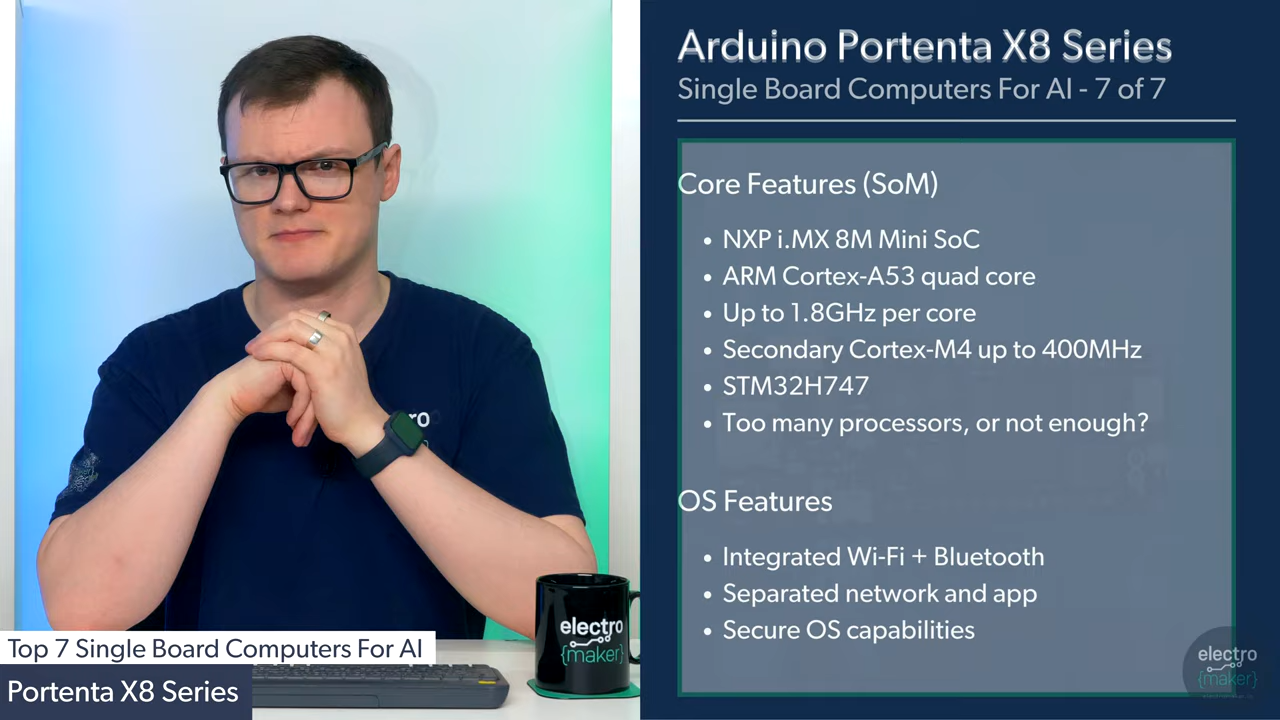 Arduino Portenta X8 Series
Single Board Computers For AI - 7 of 7
Core Features (SoM)
• NXP i.MX 8M Mini SoC
• ARM Cortex-A53 quad core
• Up to 1.8GHz per core
• Secondary Cortex-M4 up to 400MHz
• STM32H747
• Too many processors, or not enough?
OS Features
• Integrated Wi-Fi + Bluetooth
• Separated network and app
• Secure OS capabilities
ro
electro
{maker}
Top 7 Single Board Computers For AI
Portenta X8 Series
electro
{maker}